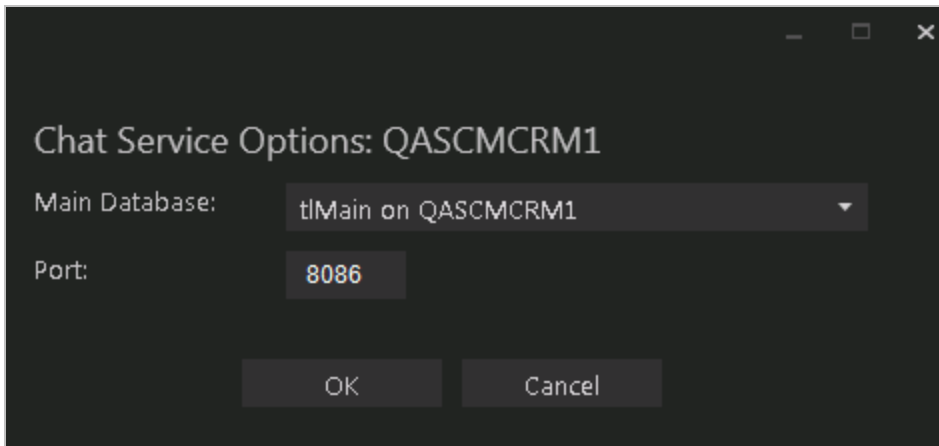 Chat Service Options: QASCMCRM1
Main Database: tlMain on QASCMCRM1
Port: 8086
OK Cancel